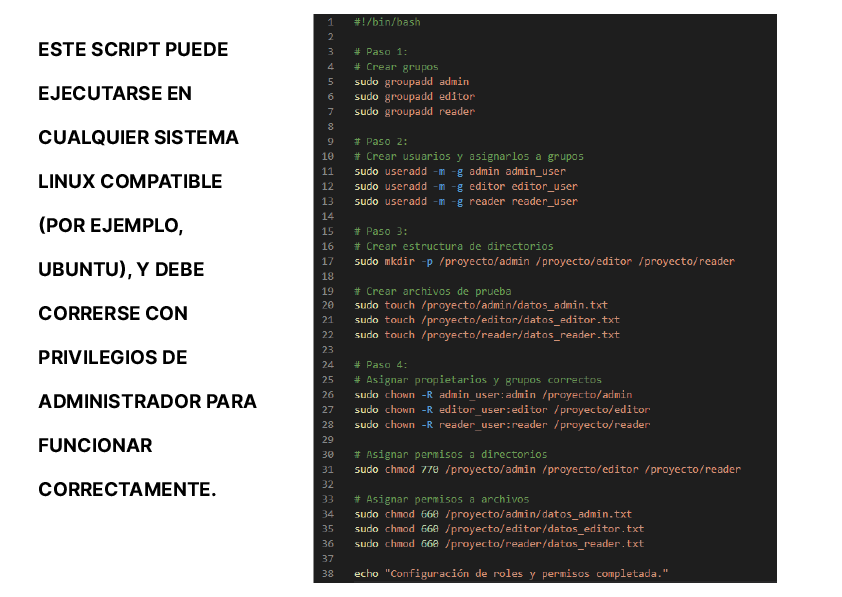 ESTE SCRIPT PUEDE
EJECUTARSE EN
CUALQUIER SISTEMA
LINUX COMPATIBLE
(POR EJEMPLO,
UBUNTU), Y DEBE
CORRERSE CON
PRIVILEGIOS DE
ADMINISTRADOR PARA
FUNCIONAR
CORRECTAMENTE.
1 #!/bin/bash
2
3 # Paso 1:
4 # Crear grupos
5 sudo groupadd admin
6 sudo groupadd editor
7 sudo groupadd reader
8
9 # Paso 2:
10 # Crear usuarios y asignarlos a grupos
11 sudo useradd -m -g admin admin_user
12 sudo useradd -m -g editor editor_user
13 sudo useradd -m -g reader reader_user
14
15 # Paso 3:
16 # Crear estructura de directorios
17 sudo mkdir -p /proyecto/admin /proyecto/editor /proyecto/reader
18
19 # Crear archivos de prueba
20 sudo touch /proyecto/admin/datos_admin.txt
21 sudo touch /proyecto/editor/datos_editor.txt
22 sudo touch /proyecto/reader/datos_reader.txt
23
24 # Paso 4:
25 # Asignar propietarios y grupos correctos
26 sudo chown -R admin_user:admin /proyecto/admin
27 sudo chown -R editor_user:editor /proyecto/editor
28 sudo chown -R reader_user:reader /proyecto/reader
29
30 # Asignar permisos a directorios
31 sudo chmod 770 /proyecto/admin /proyecto/editor /proyecto/reader
32
33 # Asignar permisos a archivos
34 sudo chmod 660 /proyecto/admin/datos_admin.txt
35 sudo chmod 660 /proyecto/editor/datos_editor.txt
36 sudo chmod 660 /proyecto/reader/datos_reader.txt
37
38 echo "Configuración de roles y permisos completada."